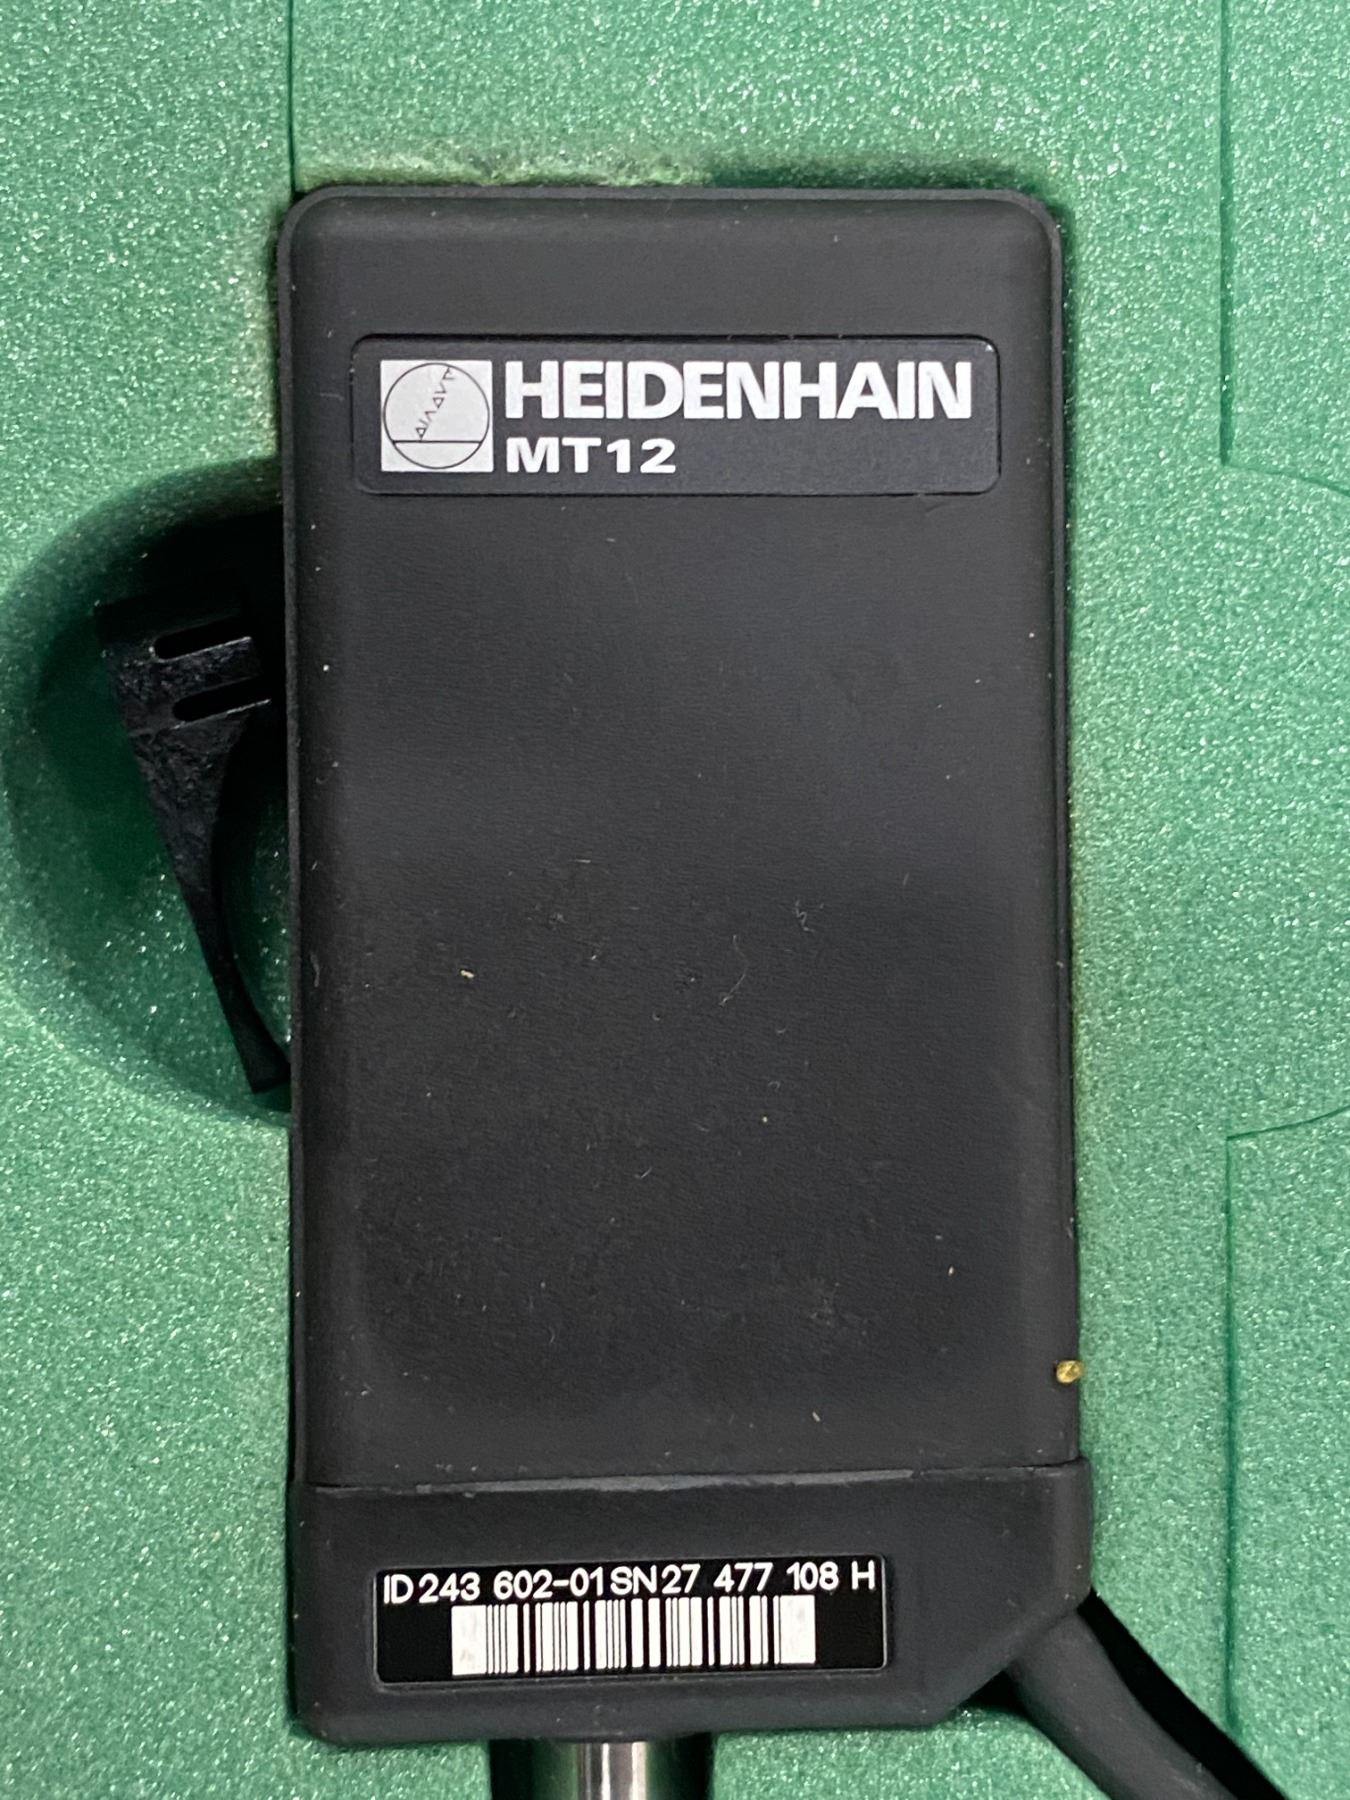 HEIDENHAIN
MT12
ID 243 602-01 SN 27 477 108 H